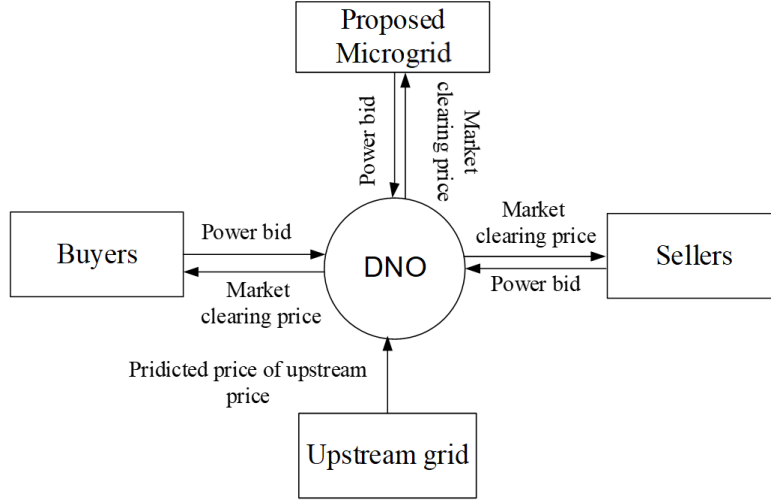 Proposed
Microgrid
Power bid
Market
clearing price
Buyers
Power bid
Market
clearing price
DNO
Market
clearing price
Power bid
Sellers
Pridicted price of upstream
price
Upstream grid